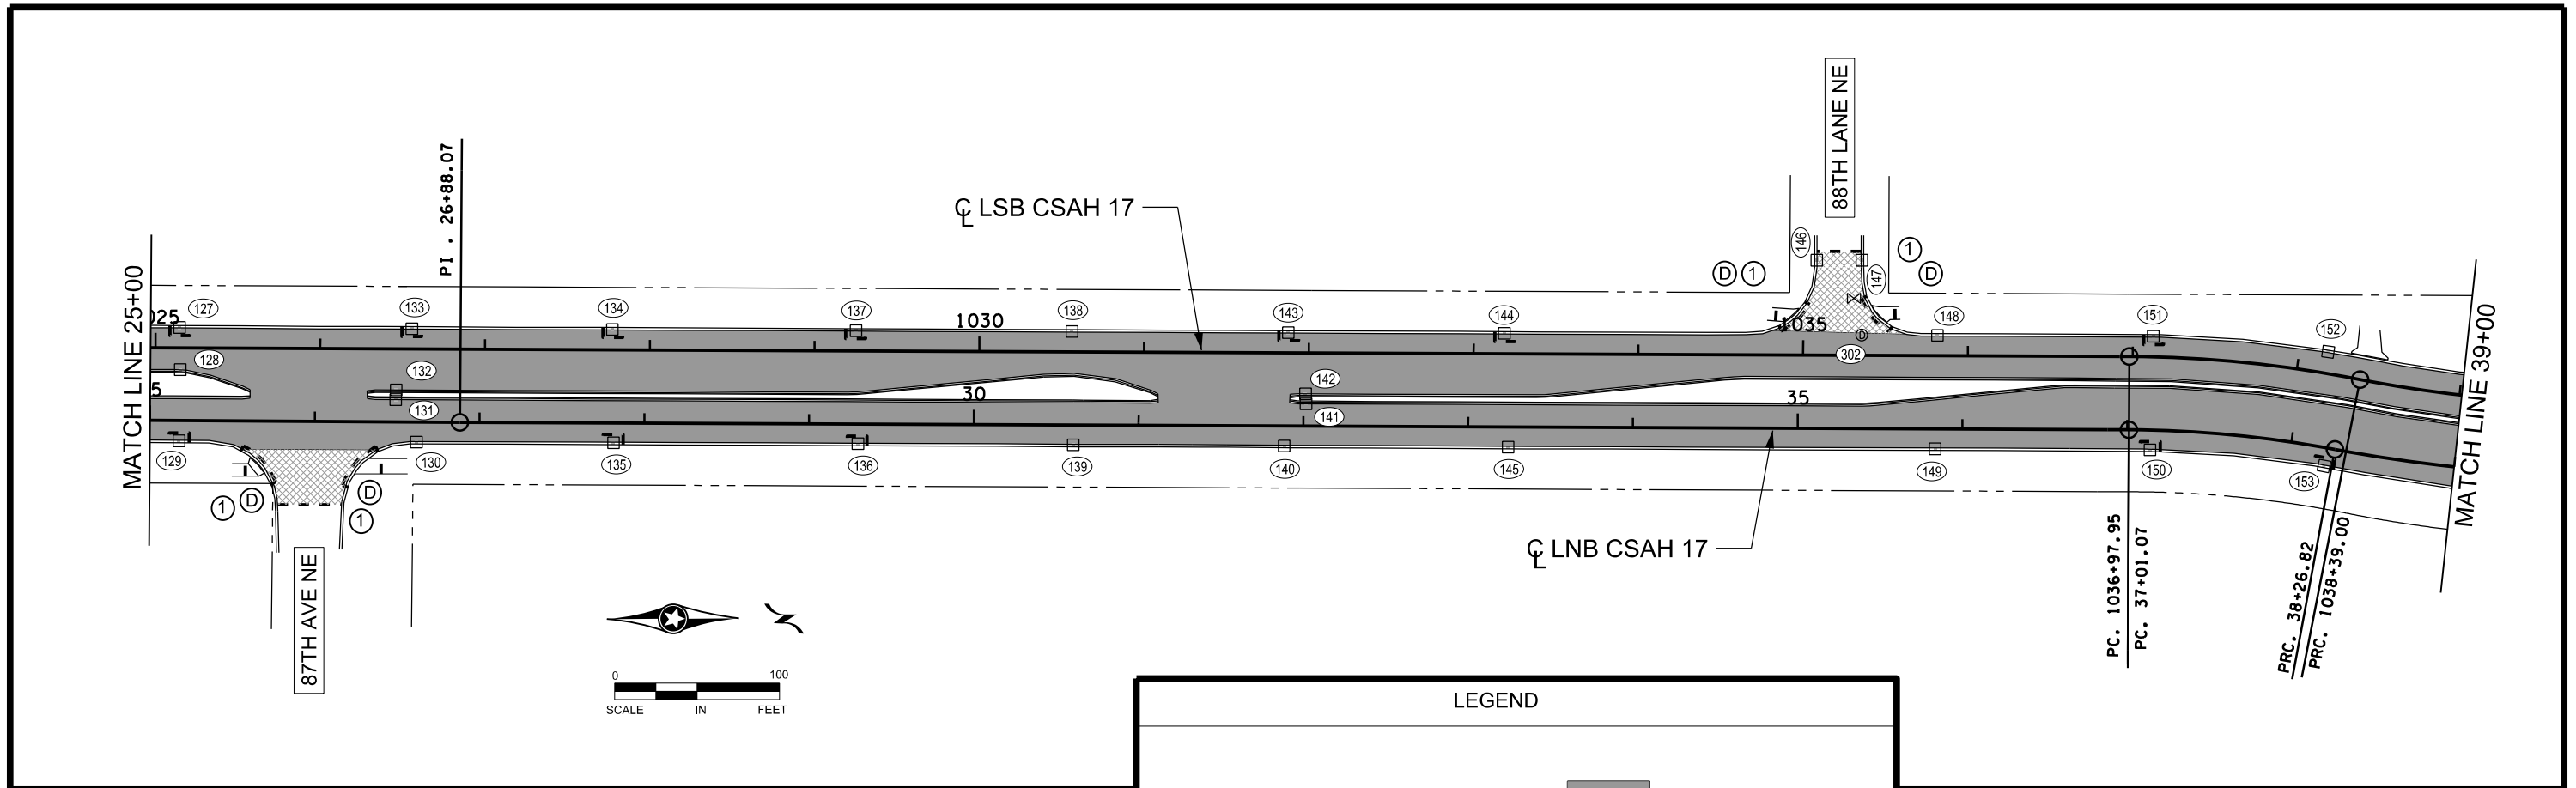 MATCH LINE 25+00
PI . 26+88.07
℄ LSB CSAH 17
88TH LANE NE
MATCH LINE 39+00
146
1
D 1
147
D
127
133
134
137
138
143
144
148
151
152
025
1030
1035
D
302
128
132
142
5
30
35
131
141
129
130
135
136
139
140
145
149
150
153
D
D
1
1
87TH AVE NE
℄ LNB CSAH 17
PC. 1036+97.95
PC. 37+01.07
PRC. 38+26.82
PRC. 1038+39.00
0 100
SCALE IN FEET
LEGEND